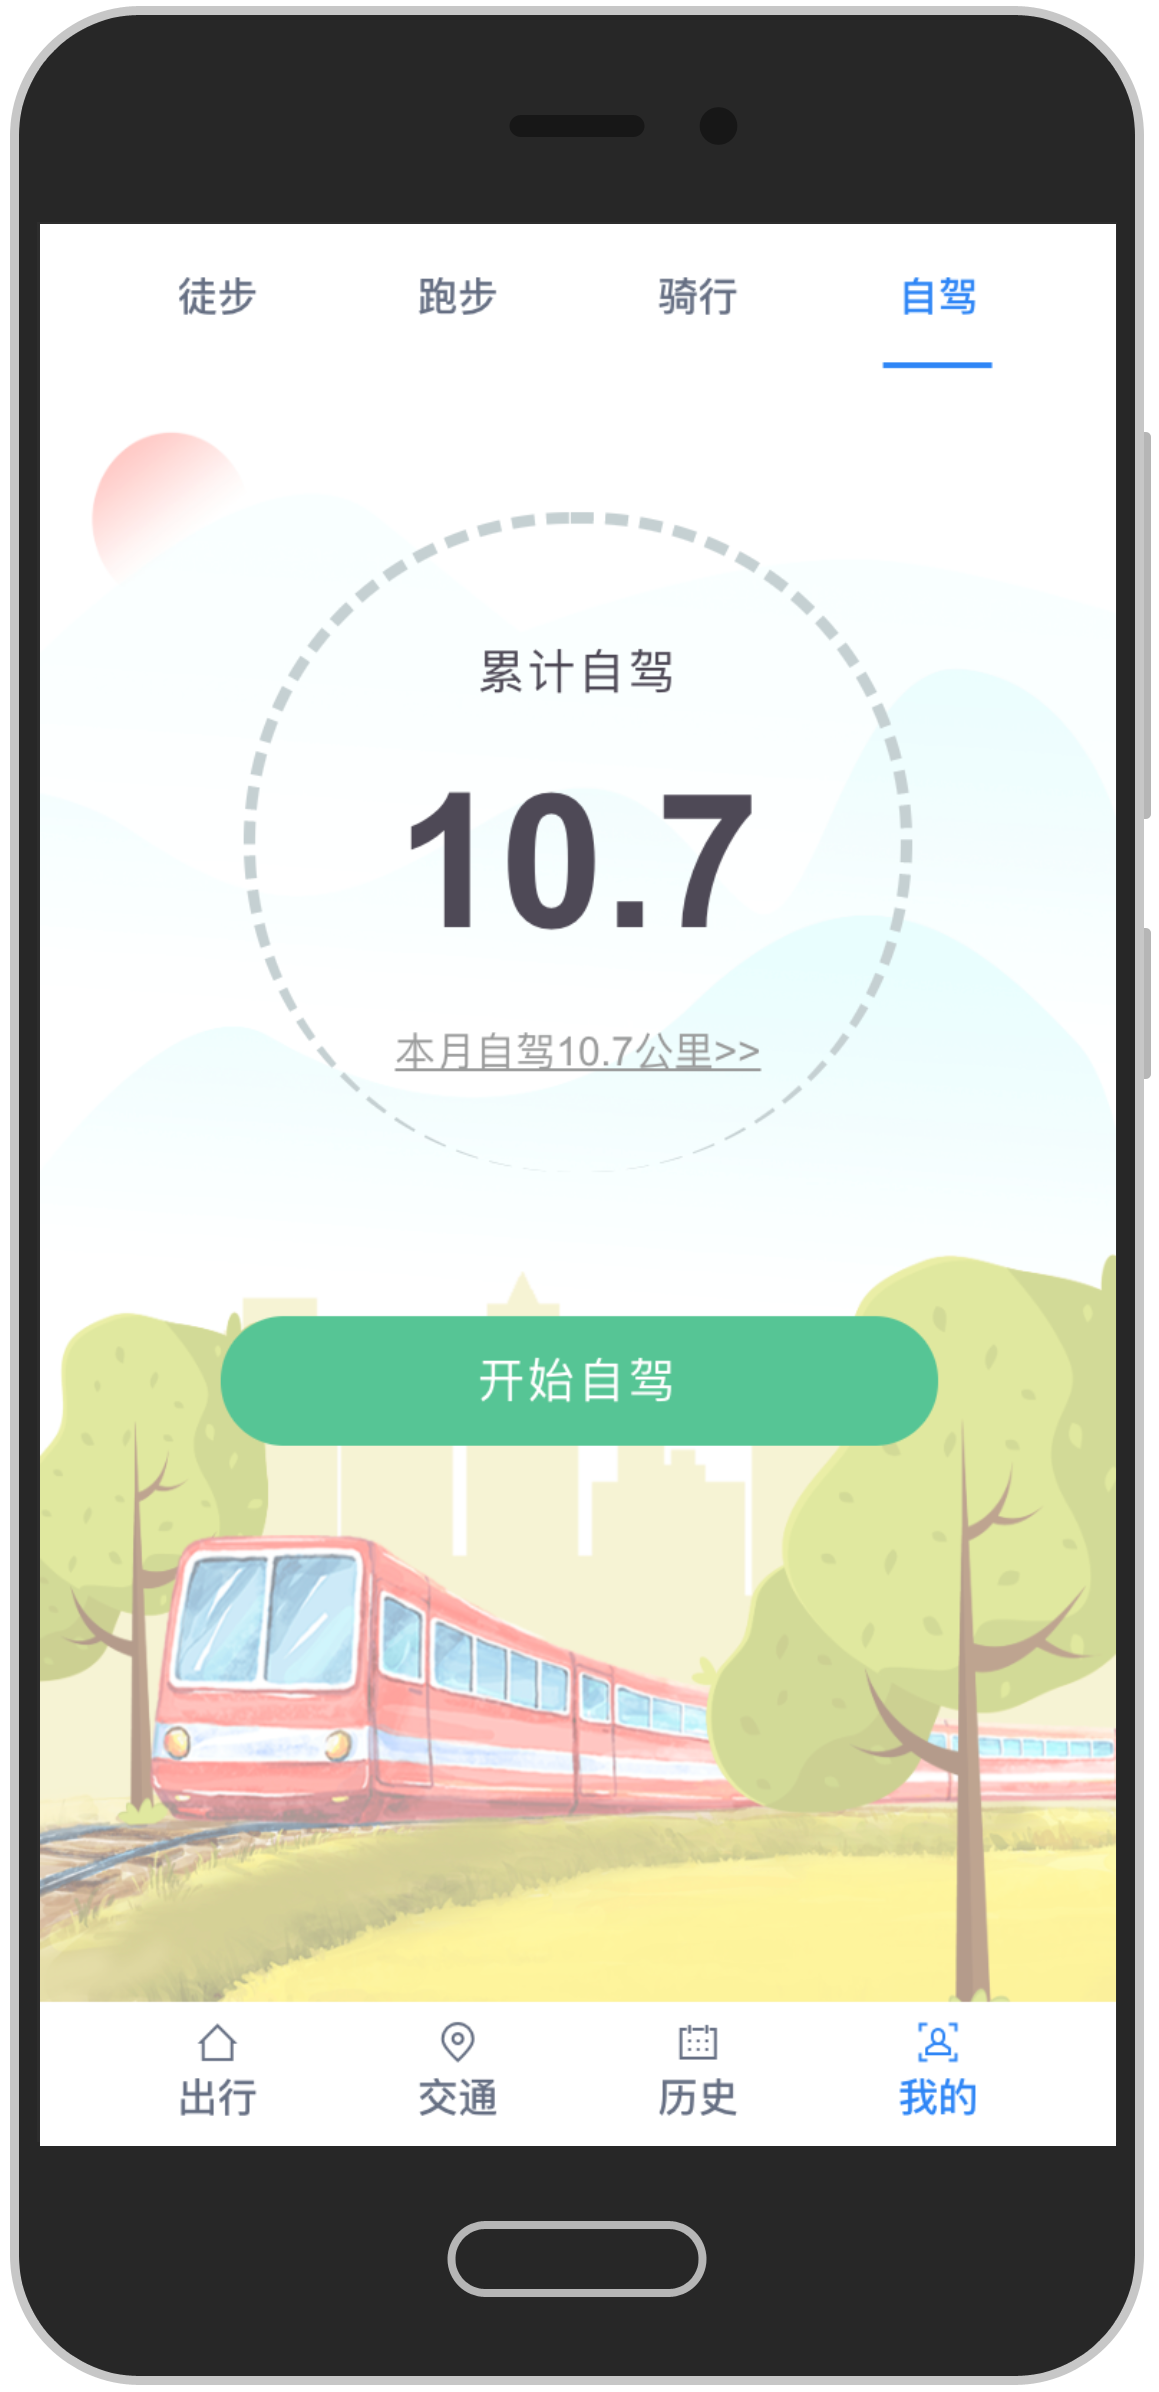 徒步 跑步 骑行 自驾
累计自驾
10.7
本月自驾10.7公里>>
开始自驾
出行 交通 历史 我的